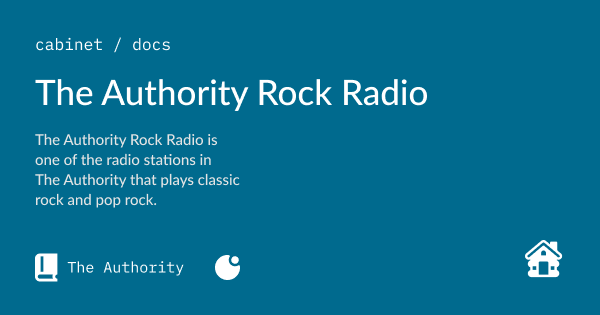 cabinet / docs
The Authority Rock Radio
The Authority Rock Radio is
one of the radio stations in
The Authority that plays classic
rock and pop rock.
The Authority